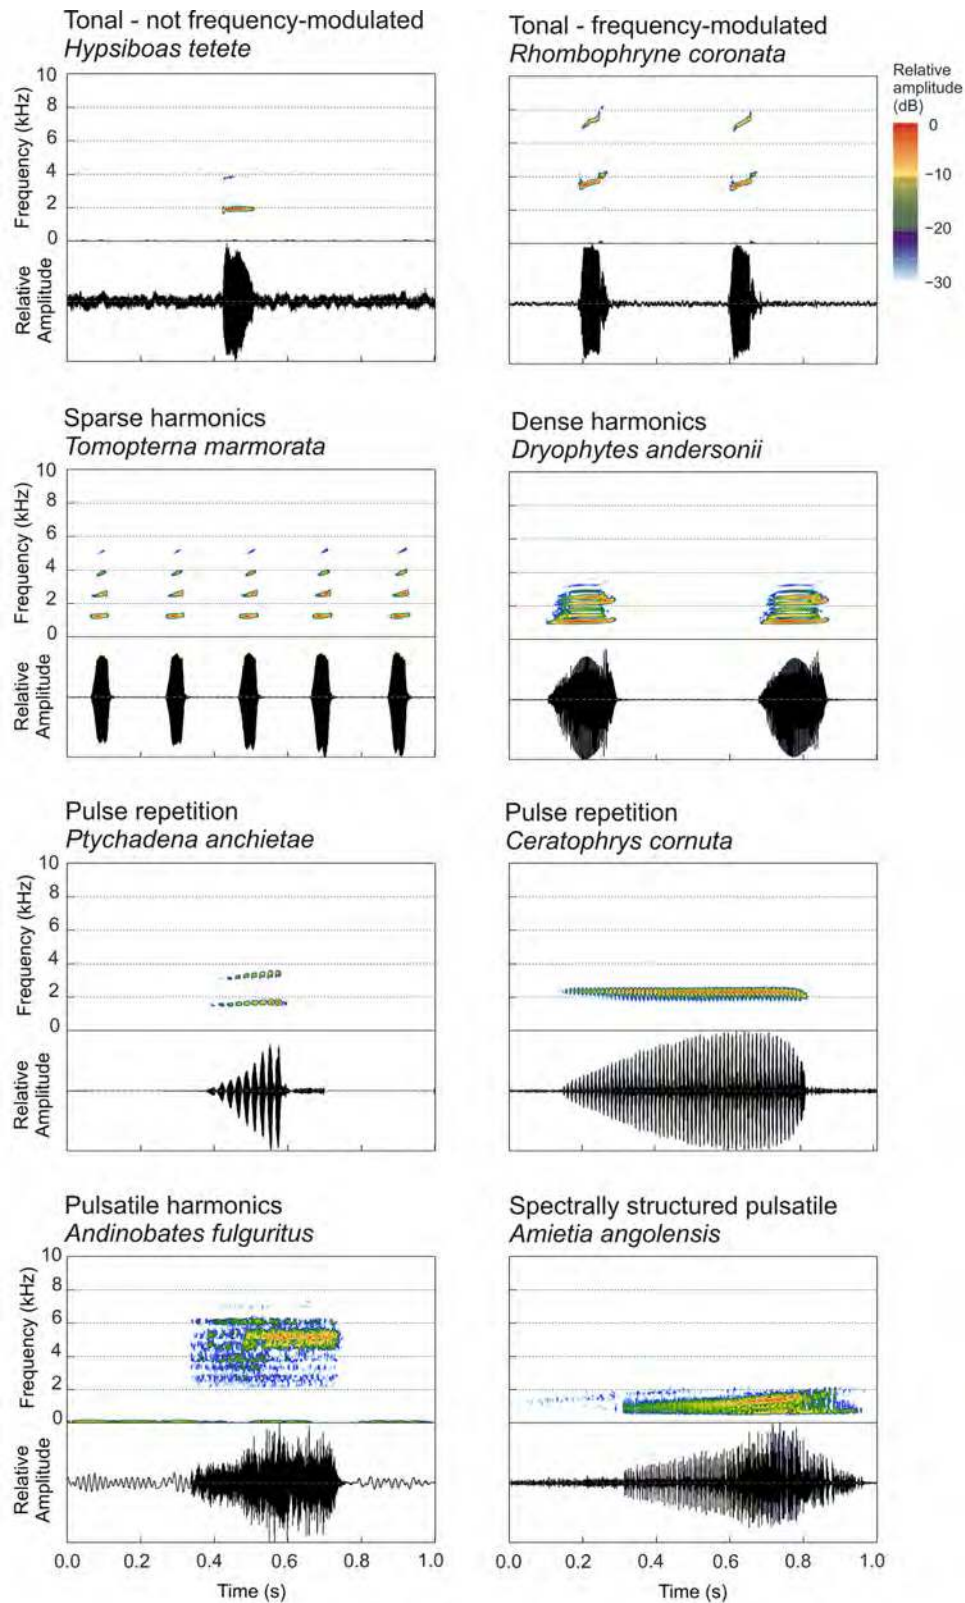 Tonal - not frequency-modulated
Hypsiboas tetete
Tonal - frequency-modulated
Rhombophryne coronata
Relative
amplitude
(dB)
0
−10
−20
−30
10
8
6
4
2
0
Frequency (kHz)
Relative
Amplitude
Sparse harmonics
Tomopterna marmorata
Dense harmonics
Dryophytes andersonii
10
8
6
4
2
0
Frequency (kHz)
Relative
Amplitude
Pulse repetition
Ptychadena anchietae
Pulse repetition
Ceratophrys cornuta
10
8
6
4
2
0
Frequency (kHz)
Relative
Amplitude
Pulsatile harmonics
Andinobates fulguritus
Spectrally structured pulsatile
Amietia angolensis
10
8
6
4
2
0
Frequency (kHz)
Relative
Amplitude
0.0 0.2 0.4 0.6 0.8 1.0
Time (s)
0.0 0.2 0.4 0.6 0.8 1.0
Time (s)